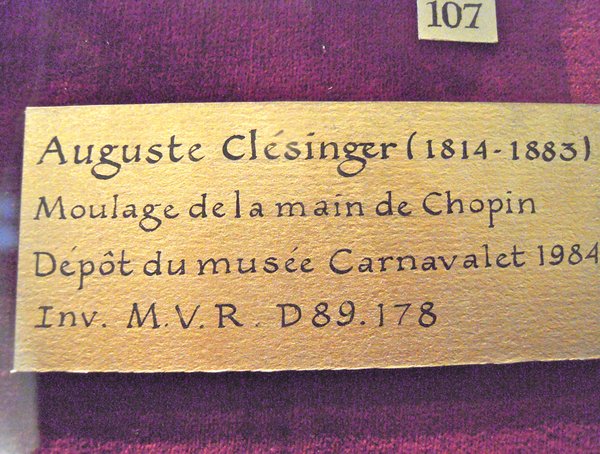 107
Auguste Clésinger (1814-1883)
Moulage de la main de Chopin
Dépôt du musée Carnavalet 1984
Inv. M.V.R. D89.178